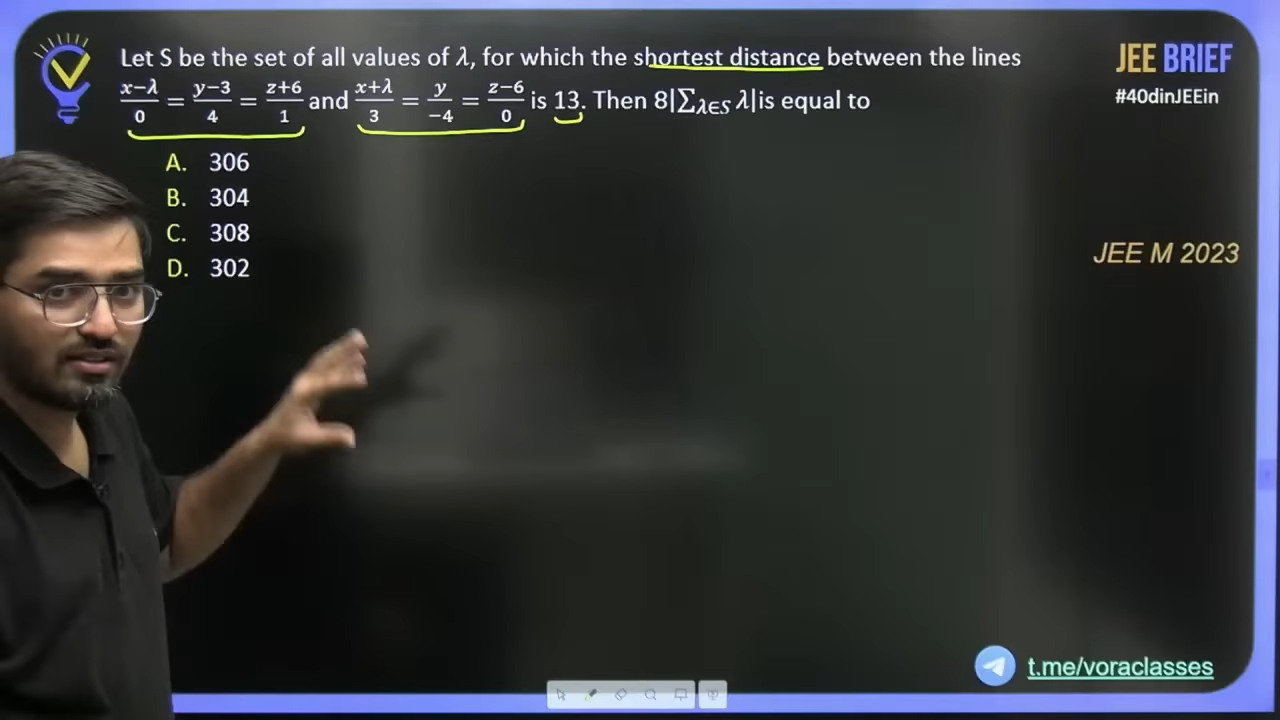 Let S be the set of all values of λ, for which the shortest distance between the lines
(x−λ)/0 = (y−3)/4 = (z+6)/1 and (x+λ)/3 = y/−4 = (z−6)/0 is 13. Then 8|∑λ∈S λ| is equal to
A. 306
B. 304
C. 308
D. 302
JEE BRIEF
#40dinJEEin
JEE M 2023
t.me/voraclasses